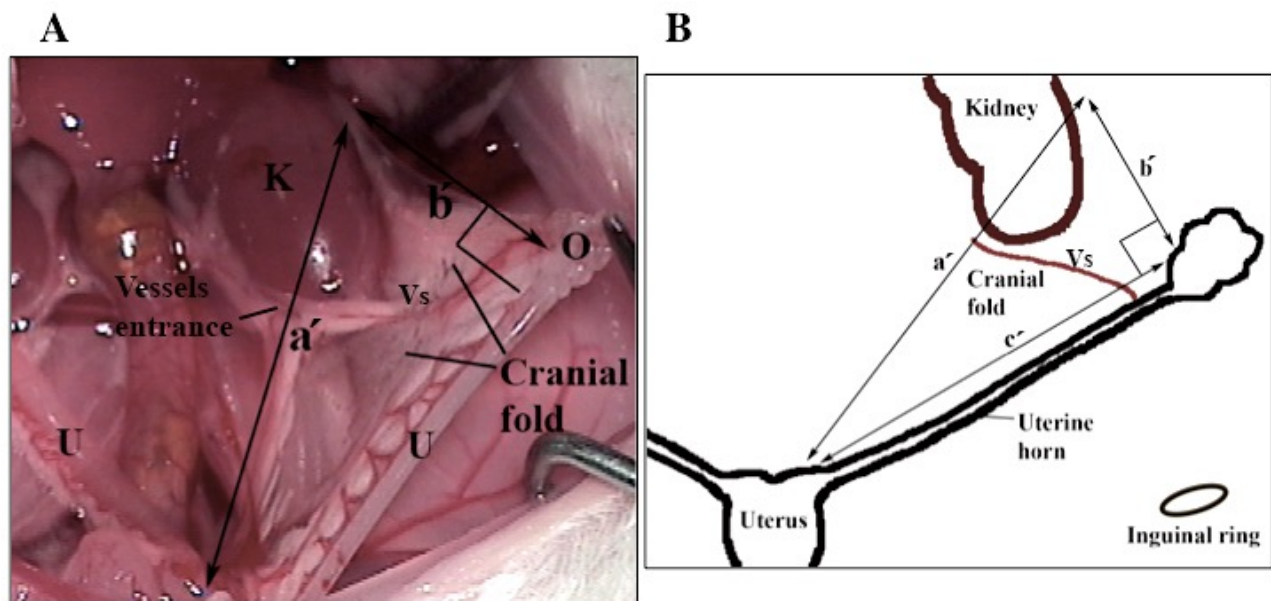 A
K
b´
O
Vessels
entrance
Vs
a´
Cranial
fold
U
U
B
Kidney
b´
a´
Vs
Cranial
fold
c´
Uterine
horn
Uterus
Inguinal ring